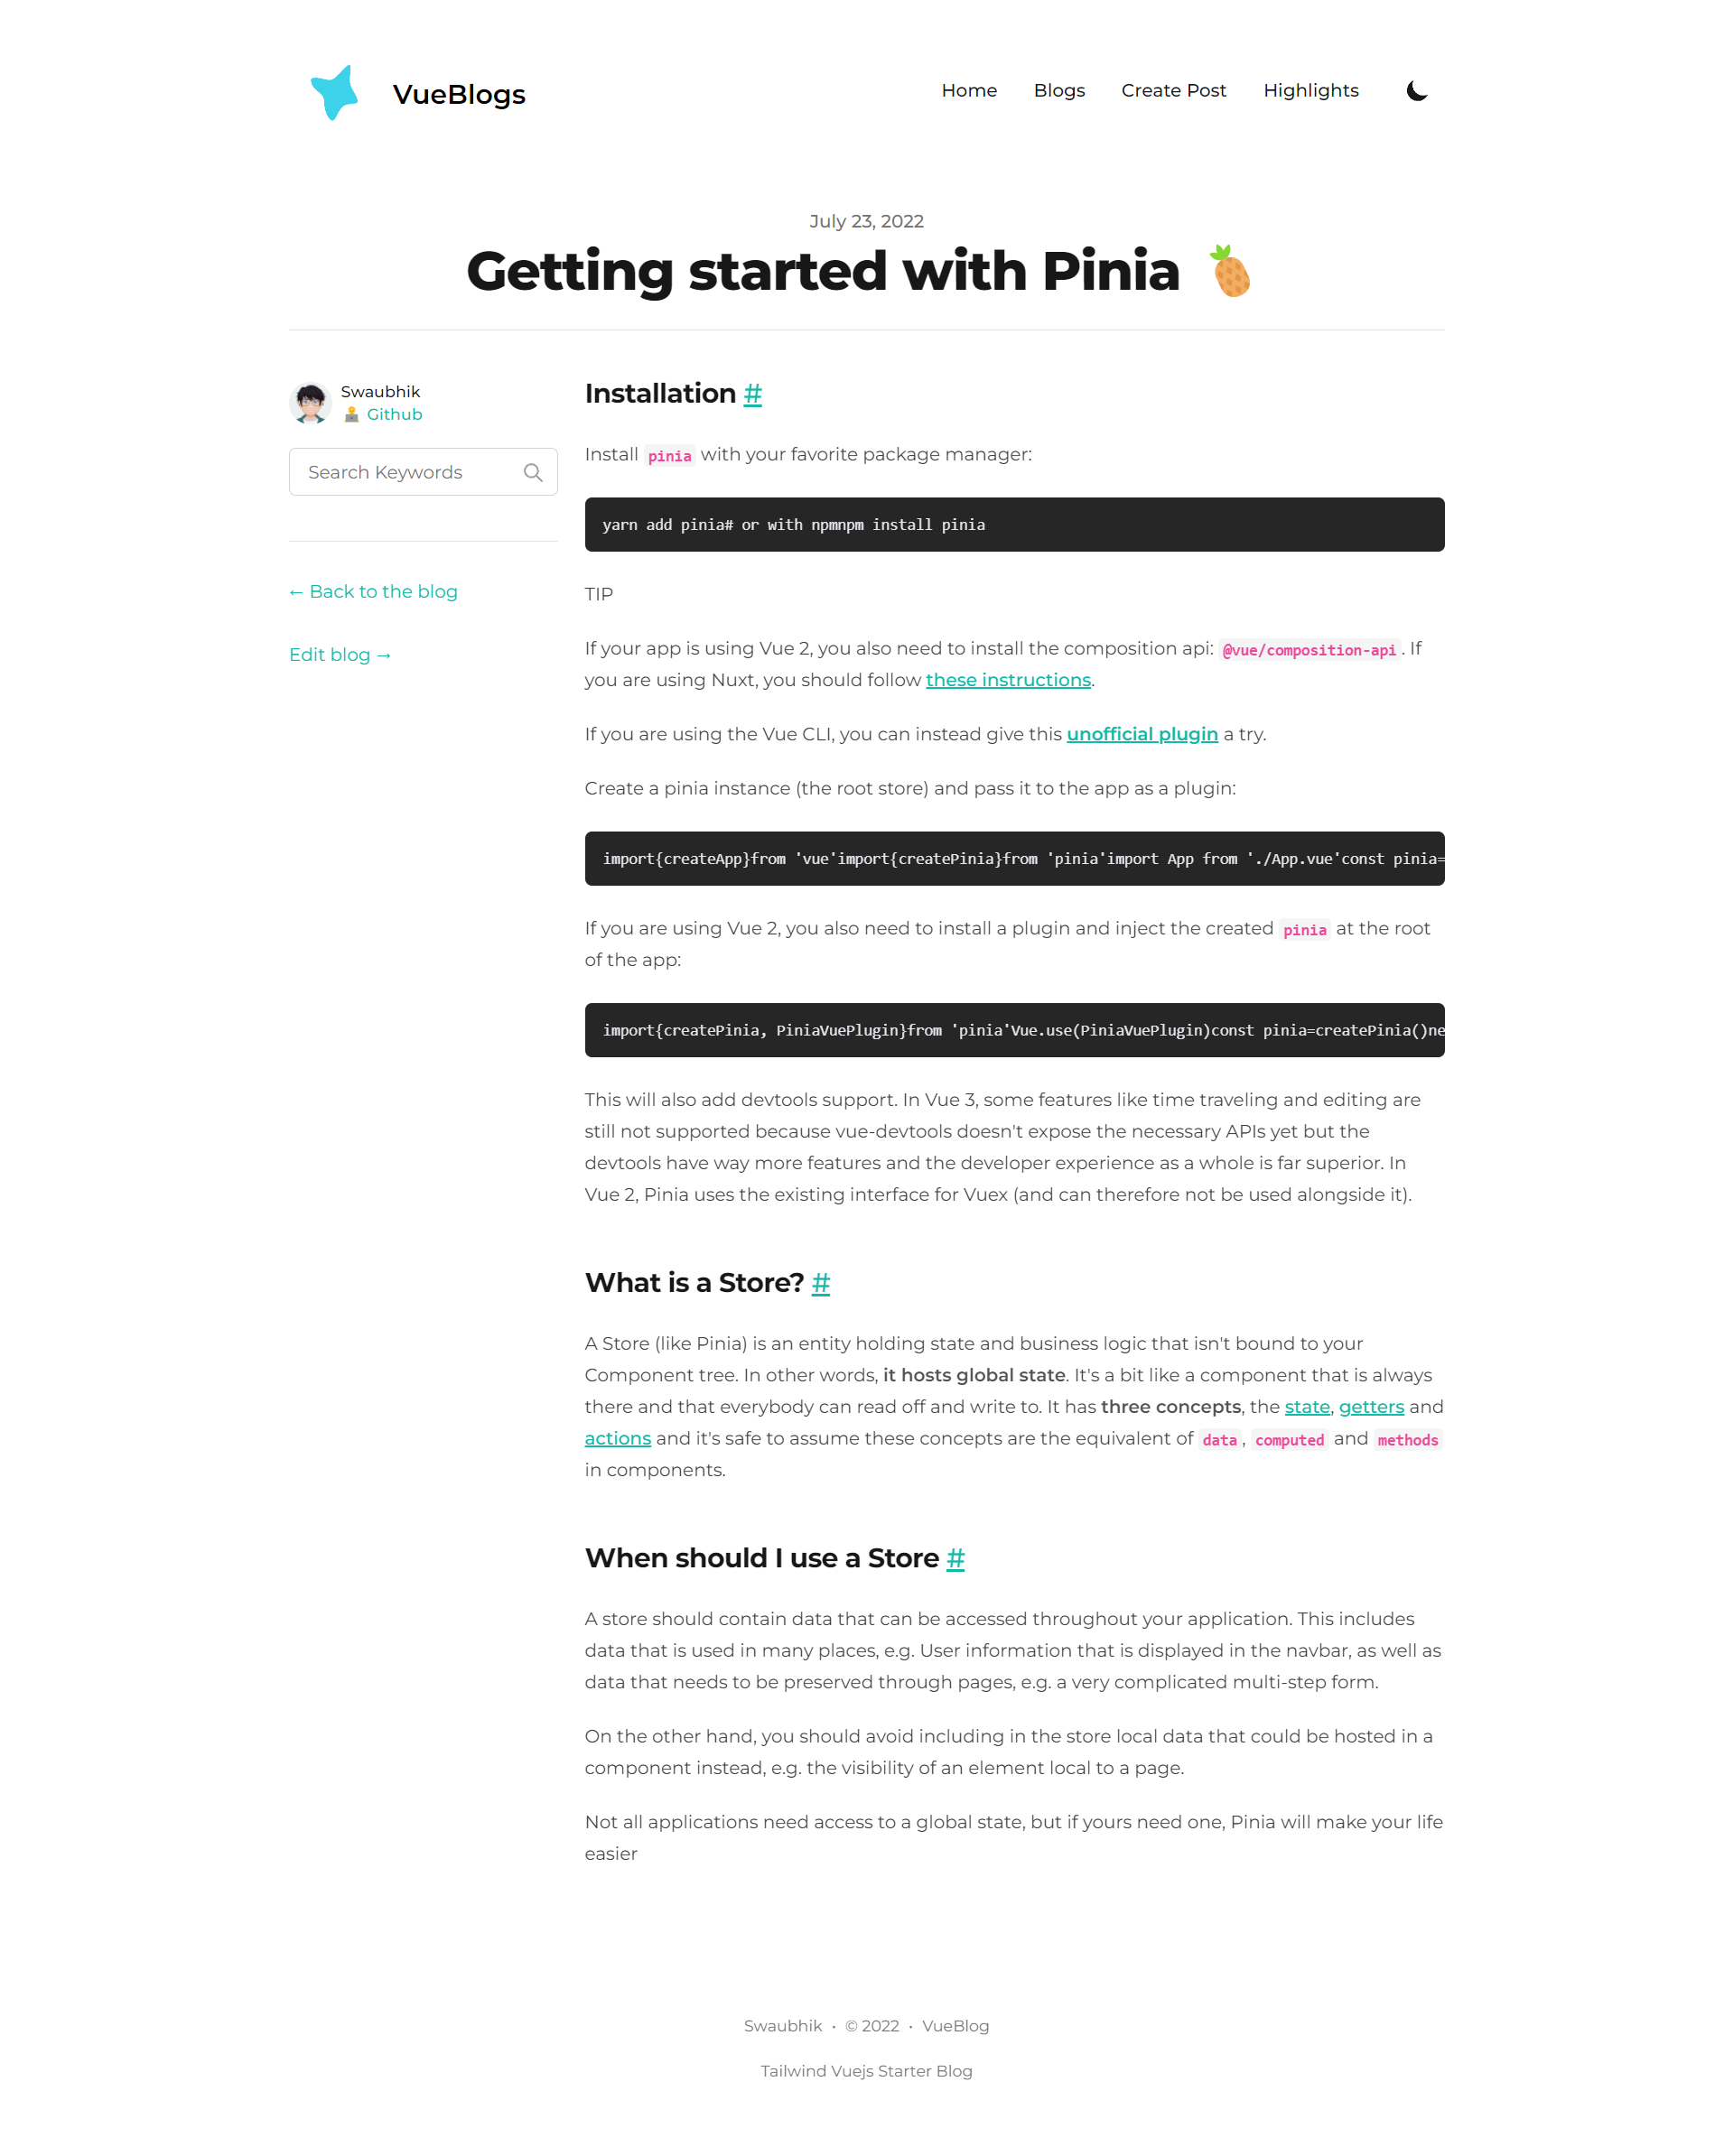 VueBlogs
Home
Blogs
Create Post
Highlights
July 23, 2022
Getting started with Pinia 🍍
Swaubhik
Github
Search Keywords
← Back to the blog
Edit blog →
Installation #
Install pinia with your favorite package manager:
yarn add pinia# or with npmnpm install pinia
TIP
If your app is using Vue 2, you also need to install the composition api: @vue/composition-api. If
you are using Nuxt, you should follow these instructions.
If you are using the Vue CLI, you can instead give this unofficial plugin a try.
Create a pinia instance (the root store) and pass it to the app as a plugin:
import{createApp}from 'vue'import{createPinia}from 'pinia'import App from './App.vue'const pinia=
If you are using Vue 2, you also need to install a plugin and inject the created pinia at the root
of the app:
import{createPinia, PiniaVuePlugin}from 'pinia'Vue.use(PiniaVuePlugin)const pinia=createPinia()ne
This will also add devtools support. In Vue 3, some features like time traveling and editing are
still not supported because vue-devtools doesn't expose the necessary APIs yet but the
devtools have way more features and the developer experience as a whole is far superior. In
Vue 2, Pinia uses the existing interface for Vuex (and can therefore not be used alongside it).
What is a Store? #
A Store (like Pinia) is an entity holding state and business logic that isn't bound to your
Component tree. In other words, it hosts global state. It's a bit like a component that is always
there and that everybody can read off and write to. It has three concepts, the state, getters and
actions and it's safe to assume these concepts are the equivalent of data, computed and methods
in components.
When should I use a Store #
A store should contain data that can be accessed throughout your application. This includes
data that is used in many places, e.g. User information that is displayed in the navbar, as well as
data that needs to be preserved through pages, e.g. a very complicated multi-step form.
On the other hand, you should avoid including in the store local data that could be hosted in a
component instead, e.g. the visibility of an element local to a page.
Not all applications need access to a global state, but if yours need one, Pinia will make your life
easier
Swaubhik • © 2022 • VueBlog
Tailwind Vuejs Starter Blog